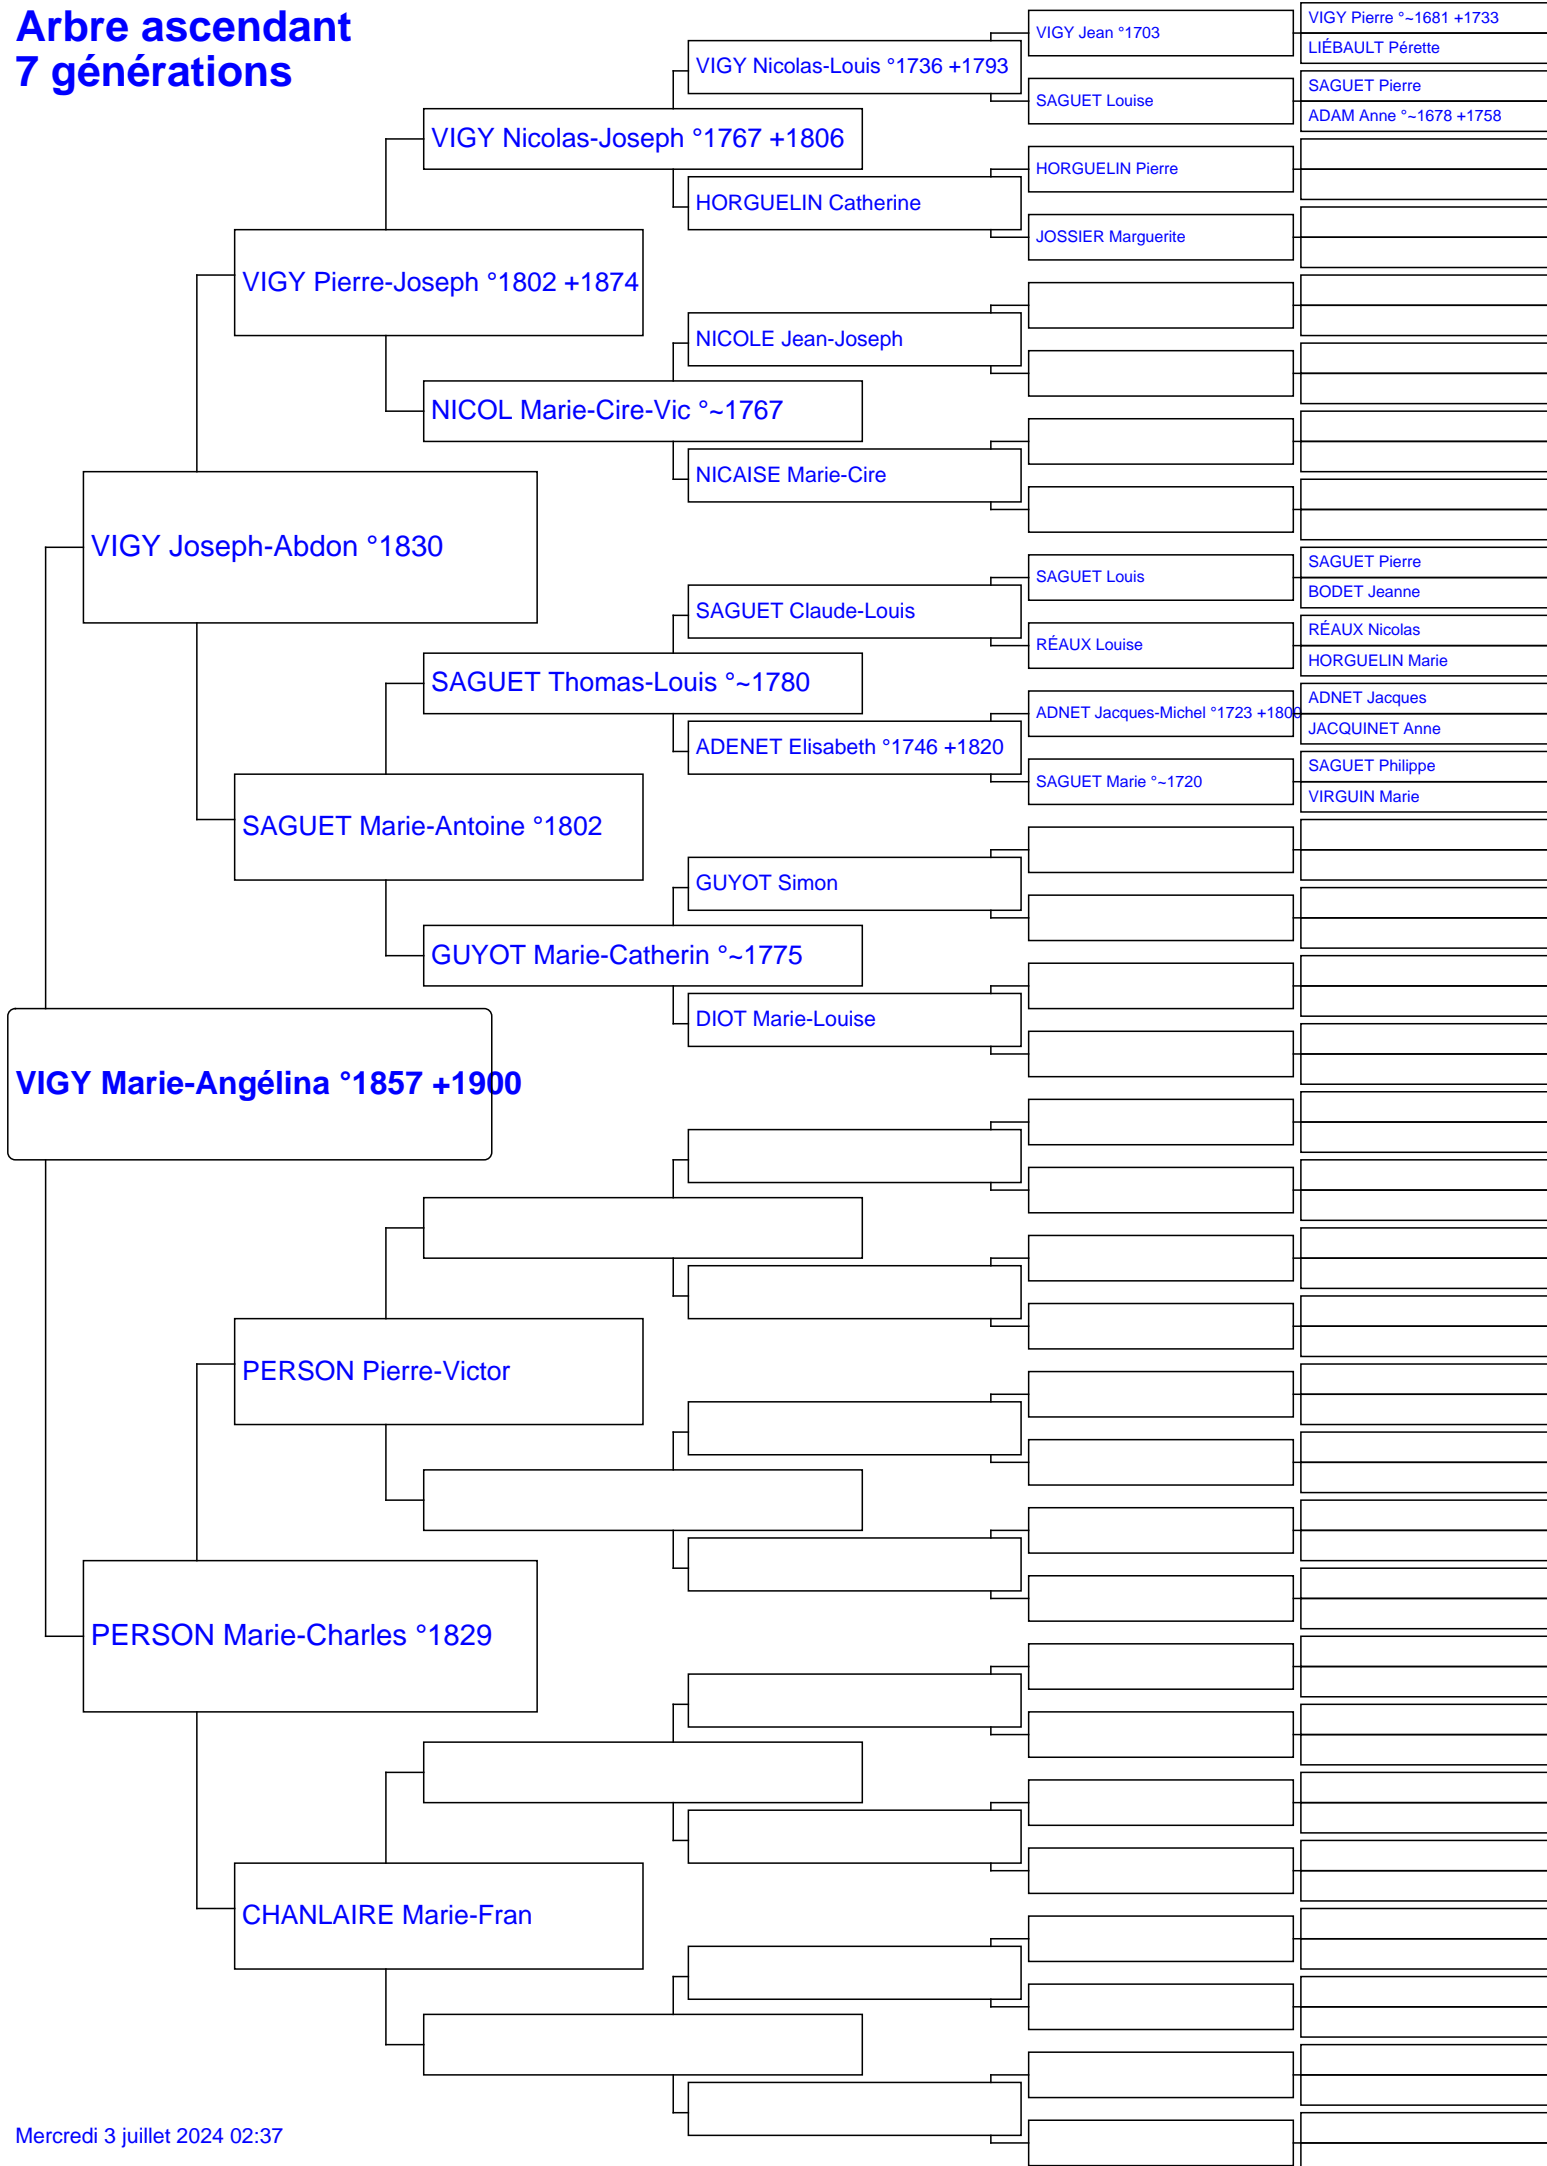 Arbre ascendant
7 générations
VIGY Marie-Angélina °1857 +1900
VIGY Joseph-Abdon °1830
PERSON Marie-Charles °1829
VIGY Pierre-Joseph °1802 +1874
SAGUET Marie-Antoine °1802
PERSON Pierre-Victor
CHANLAIRE Marie-Fran
VIGY Nicolas-Joseph °1767 +1806
NICOL Marie-Cire-Vic °~1767
SAGUET Thomas-Louis °~1780
GUYOT Marie-Catherin °~1775
VIGY Nicolas-Louis °1736 +1793
HORGUELIN Catherine
NICOLE Jean-Joseph
NICAISE Marie-Cire
SAGUET Claude-Louis
ADENET Elisabeth °1746 +1820
GUYOT Simon
DIOT Marie-Louise
VIGY Jean °1703
SAGUET Louise
HORGUELIN Pierre
JOSSIER Marguerite
SAGUET Louis
RÉAUX Louise
ADNET Jacques-Michel °1723 +1800
SAGUET Marie °~1720
VIGY Pierre °~1681 +1733
LIÉBAULT Pérette
SAGUET Pierre
ADAM Anne °~1678 +1758
SAGUET Pierre
BODET Jeanne
RÉAUX Nicolas
HORGUELIN Marie
ADNET Jacques
JACQUINET Anne
SAGUET Philippe
VIRGUIN Marie
Mercredi 3 juillet 2024 02:37